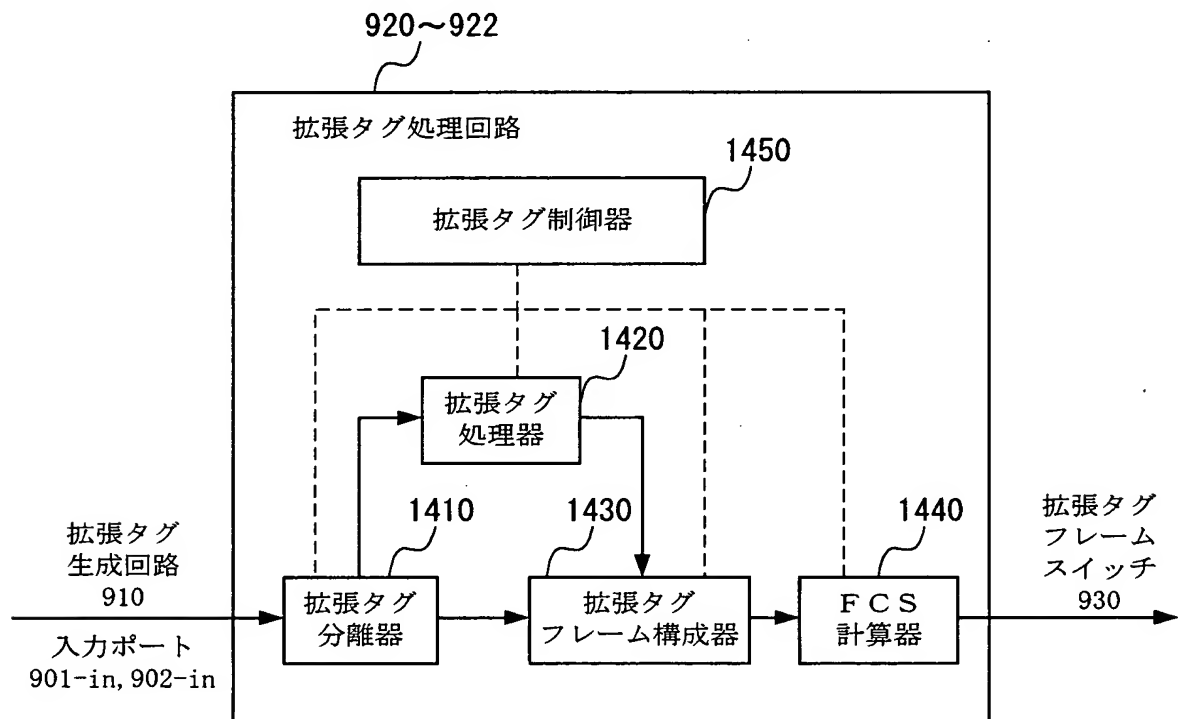 920～922
拡張タグ処理回路
1450
拡張タグ制御器
1420
拡張タグ
処理器
1410
1430
1440
拡張タグ
生成回路
910
入力ポート
901-in, 902-in
拡張タグ
分離器
拡張タグ
フレーム構成器
ＦＣＳ
計算器
拡張タグ
フレーム
スイッチ
930